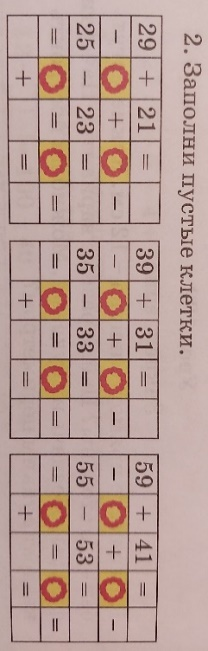 2. Заполни пустые клетки.
29 + 21 =
− + −
25 − 23 =
= = =
+ =
39 + 31 =
− + −
35 − 33 =
= = =
+ =
59 + 41 =
− + −
55 − 53 =
= = =
+ =